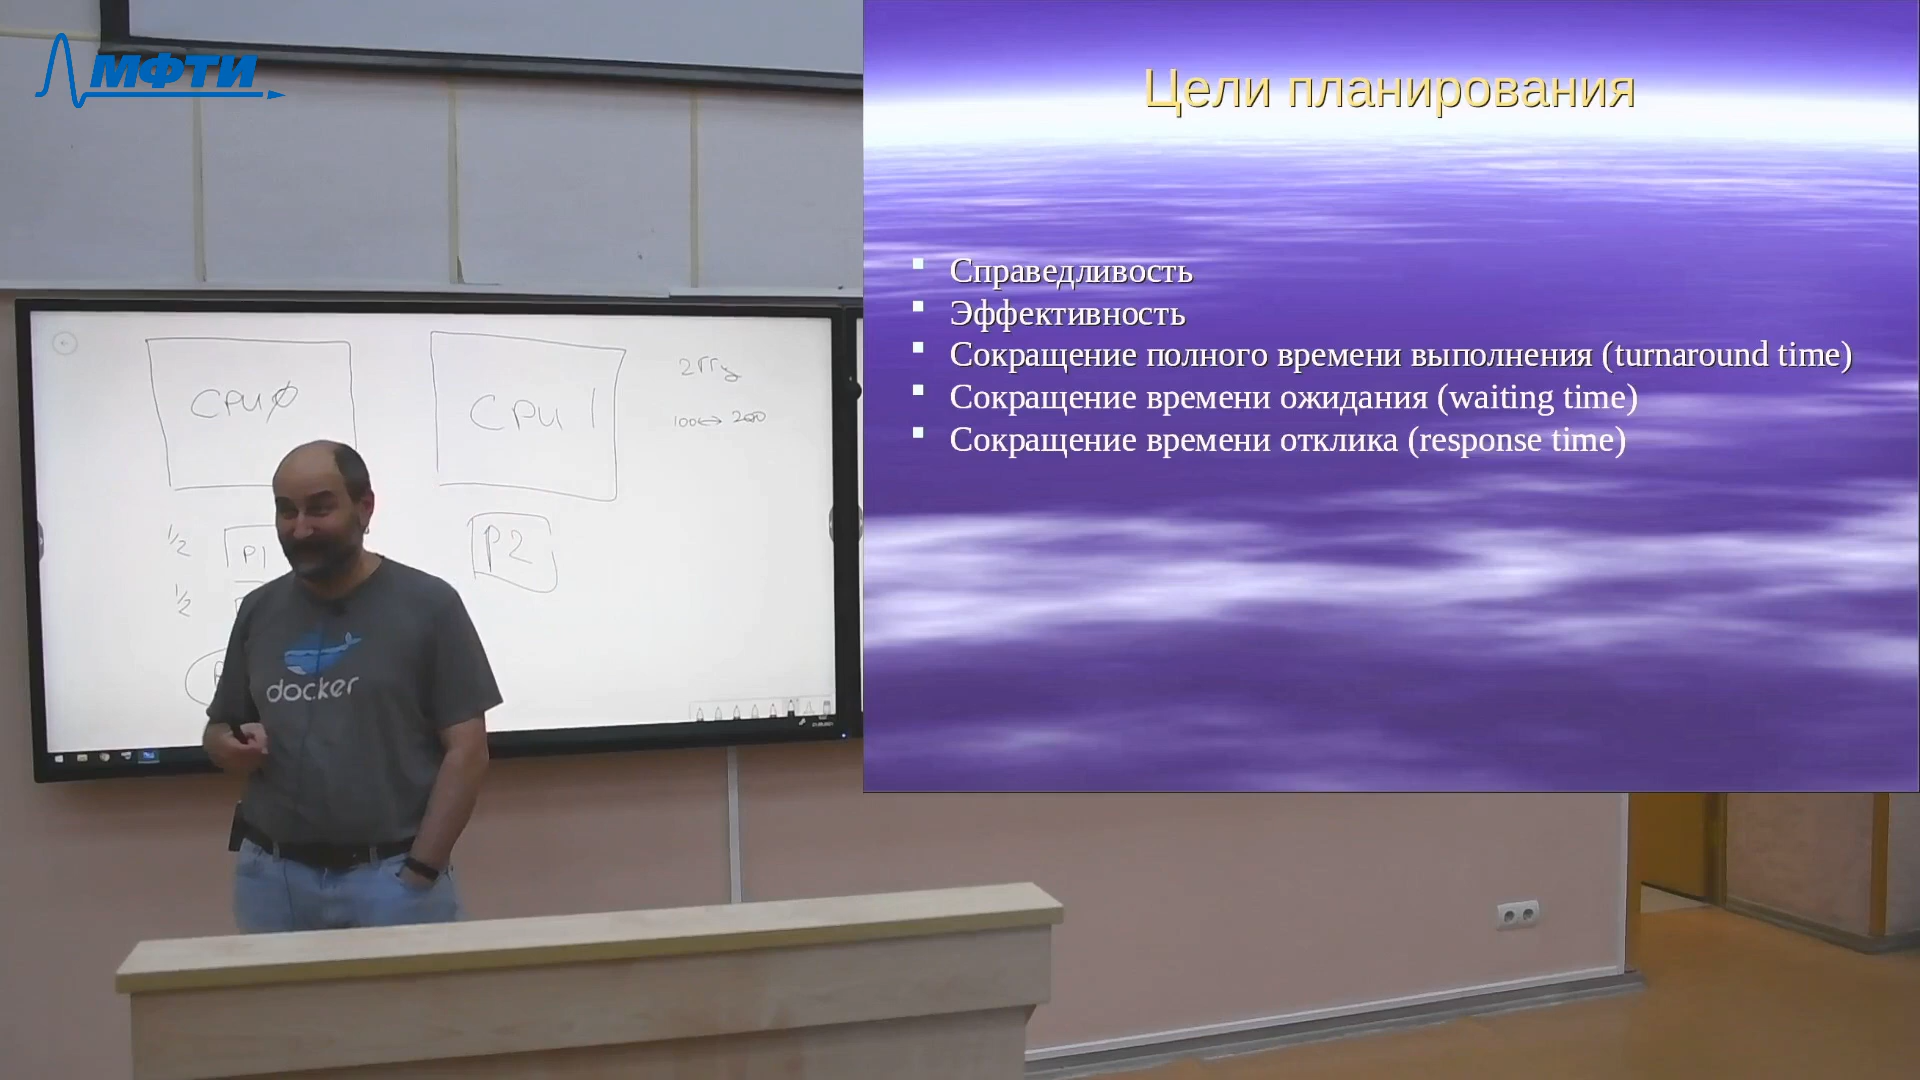 МФТИ
Цели планирования
Справедливость
Эффективность
Сокращение полного времени выполнения (turnaround time)
Сокращение времени ожидания (waiting time)
Сокращение времени отклика (response time)
CPU0
CPU 1
2ГГц
100 ↔ 200
1/2
P1
P2
1/2
docker